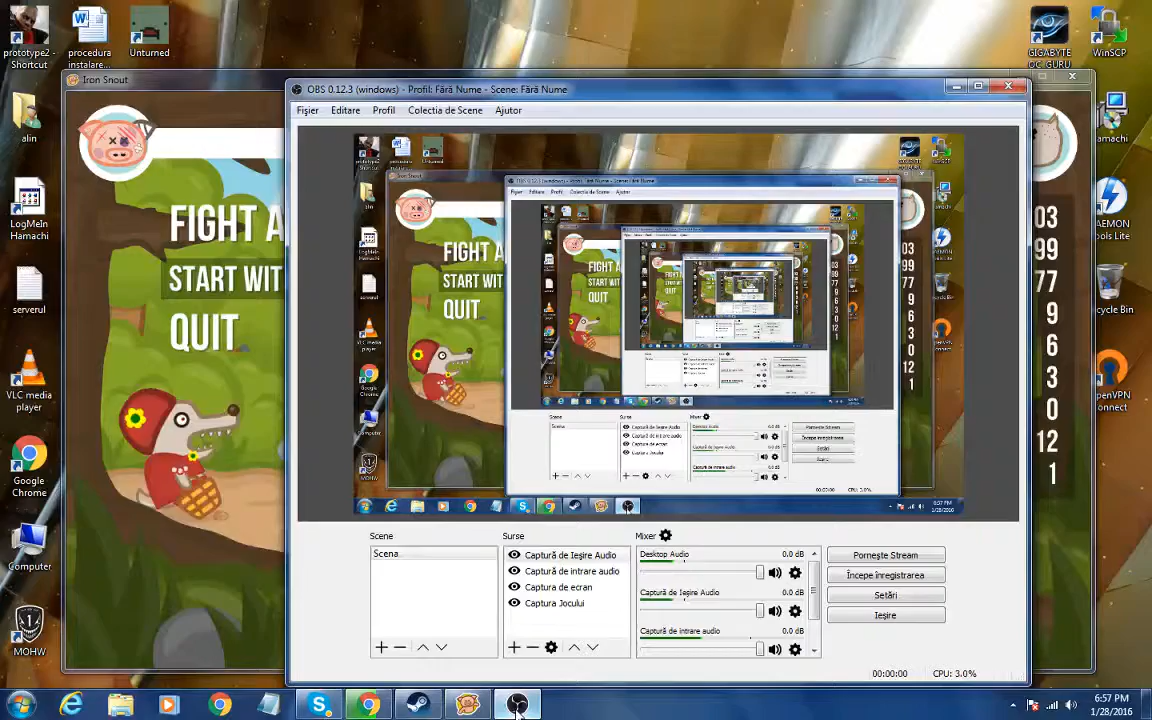 prototype2 - Shortcut
procedura instalare...
Unturned
GIGABYTE OC GURU
WinSCP
Iron Snout
OBS 0.12.3 (windows) - Profil: Fără Nume - Scene: Fără Nume
Fișier
Editare
Profil
Colectia de Scene
Ajutor
alin
LogMeIn Hamachi
serverul
VLC media player
Google Chrome
Computer
MOHW
FIGHT A
START WIT
QUIT
amachi
AEMON
ools Lite
ecycle Bin
penVPN
onnect
03
99
77
9
6
3
0
12
1
Scene
Scena
Surse
Captură de Ieșire Audio
Captură de intrare audio
Captura de ecran
Captura Jocului
Mixer
Desktop Audio
0.0 dB
Captură de Ieșire Audio
0.0 dB
Captură de intrare audio
0.0 dB
Pornește Stream
Începe înregistrarea
Setări
Ieșire
00:00:00
CPU: 3.0%
6:57 PM
1/28/2016